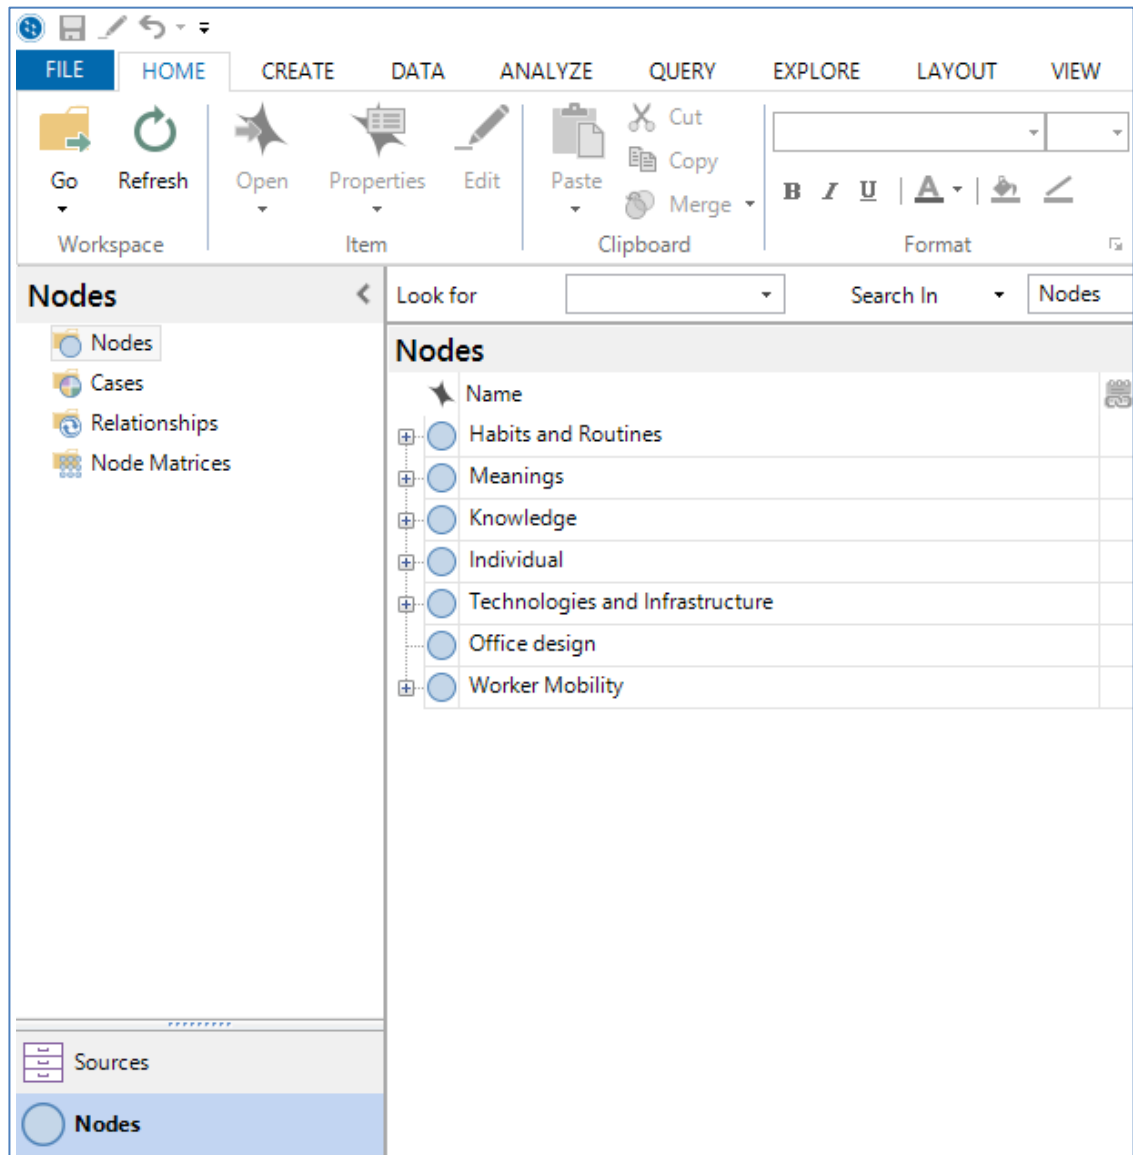 FILE HOME CREATE DATA ANALYZE QUERY EXPLORE LAYOUT VIEW
Go Refresh Open Properties Edit Paste Cut
Copy
Merge
B I U A
Workspace Item Clipboard Format
Nodes
Look for Search In Nodes
Nodes
Cases
Relationships
Node Matrices
Nodes
Name
Habits and Routines
Meanings
Knowledge
Individual
Technologies and Infrastructure
Office design
Worker Mobility
Sources
Nodes